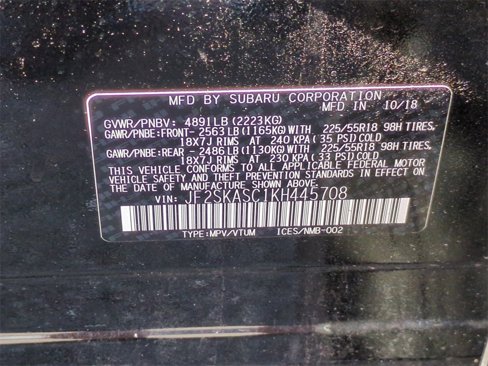 MFD BY SUBARU CORPORATION
MFD IN 10/18
GVWR/PNBV: 4891LB(2223KG)
GAWR/PNBE:FRONT- 2563LB(1165KG)WITH 225/55R18 98H TIRES,
18X7J RIMS AT 240 KPA(35 PSI)COLD
GAWR/PNBE:REAR - 2486LB(1130KG)WITH 225/55R18 98H TIRES,
18X7J RIMS AT 230 KPA(33 PSI)COLD
THIS VEHICLE CONFORMS TO ALL APPLICABLE FEDERAL MOTOR
VEHICLE SAFETY AND THEFT PREVENTION STANDARDS IN EFFECT ON
THE DATE OF MANUFACTURE SHOWN ABOVE.
VIN: JF2SKASC1KH445708
TYPE:MPV/VTUM ICES/NMB-002